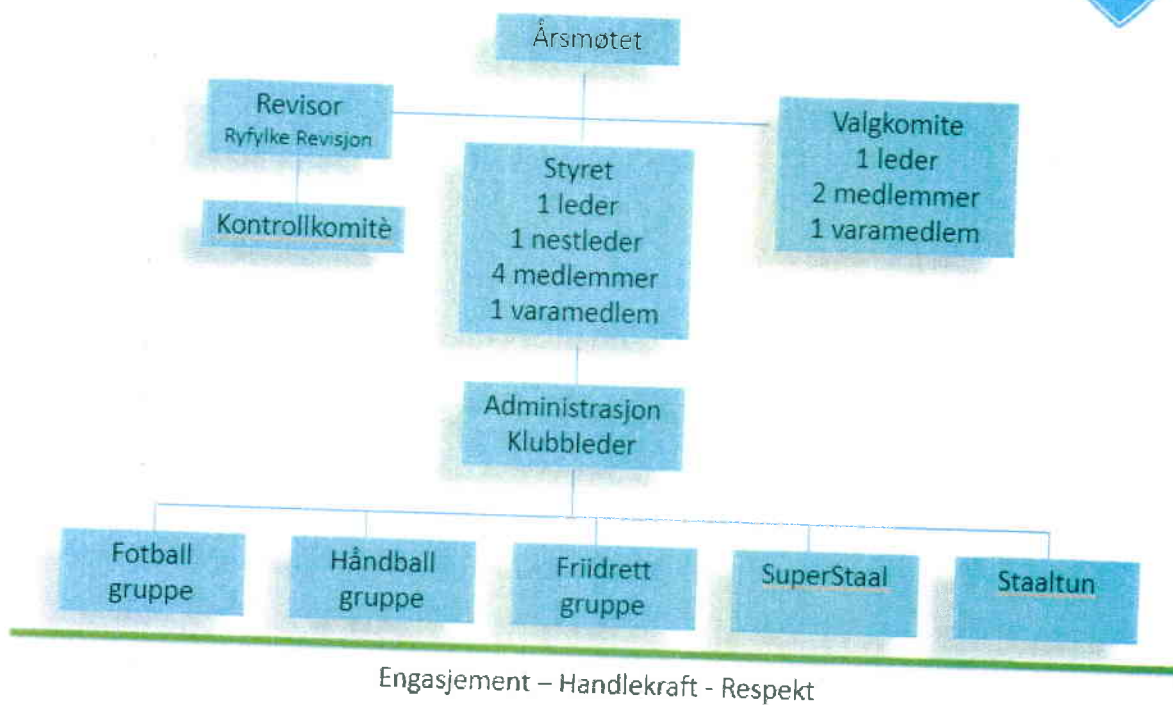 Årsmøtet
Revisor
Ryfylke Revisjon
Kontrollkomitè
Styret
1 leder
1 nestleder
4 medlemmer
1 varamedlem
Valgkomite
1 leder
2 medlemmer
1 varamedlem
Administrasjon
Klubbleder
Fotball
gruppe
Håndball
gruppe
Friidrett
gruppe
SuperStaal
Staaltun
Engasjement – Handlekraft - Respekt